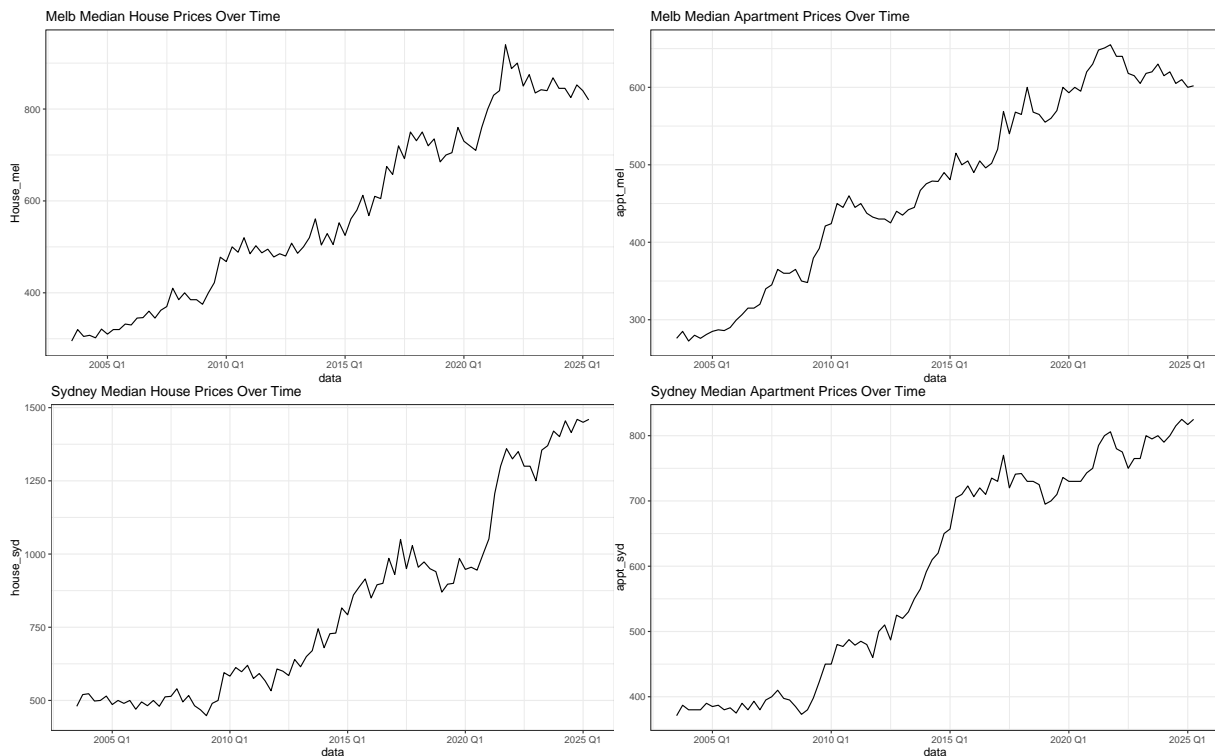 Melb Median House Prices Over Time
House_mel
800
600
400
2005 Q1 2010 Q1 2015 Q1 2020 Q1 2025 Q1
data
Melb Median Apartment Prices Over Time
appt_mel
600
500
400
300
2005 Q1 2010 Q1 2015 Q1 2020 Q1 2025 Q1
data
Sydney Median House Prices Over Time
house_syd
1500
1250
1000
750
500
2005 Q1 2010 Q1 2015 Q1 2020 Q1 2025 Q1
data
Sydney Median Apartment Prices Over Time
appt_syd
800
700
600
500
400
2005 Q1 2010 Q1 2015 Q1 2020 Q1 2025 Q1
data